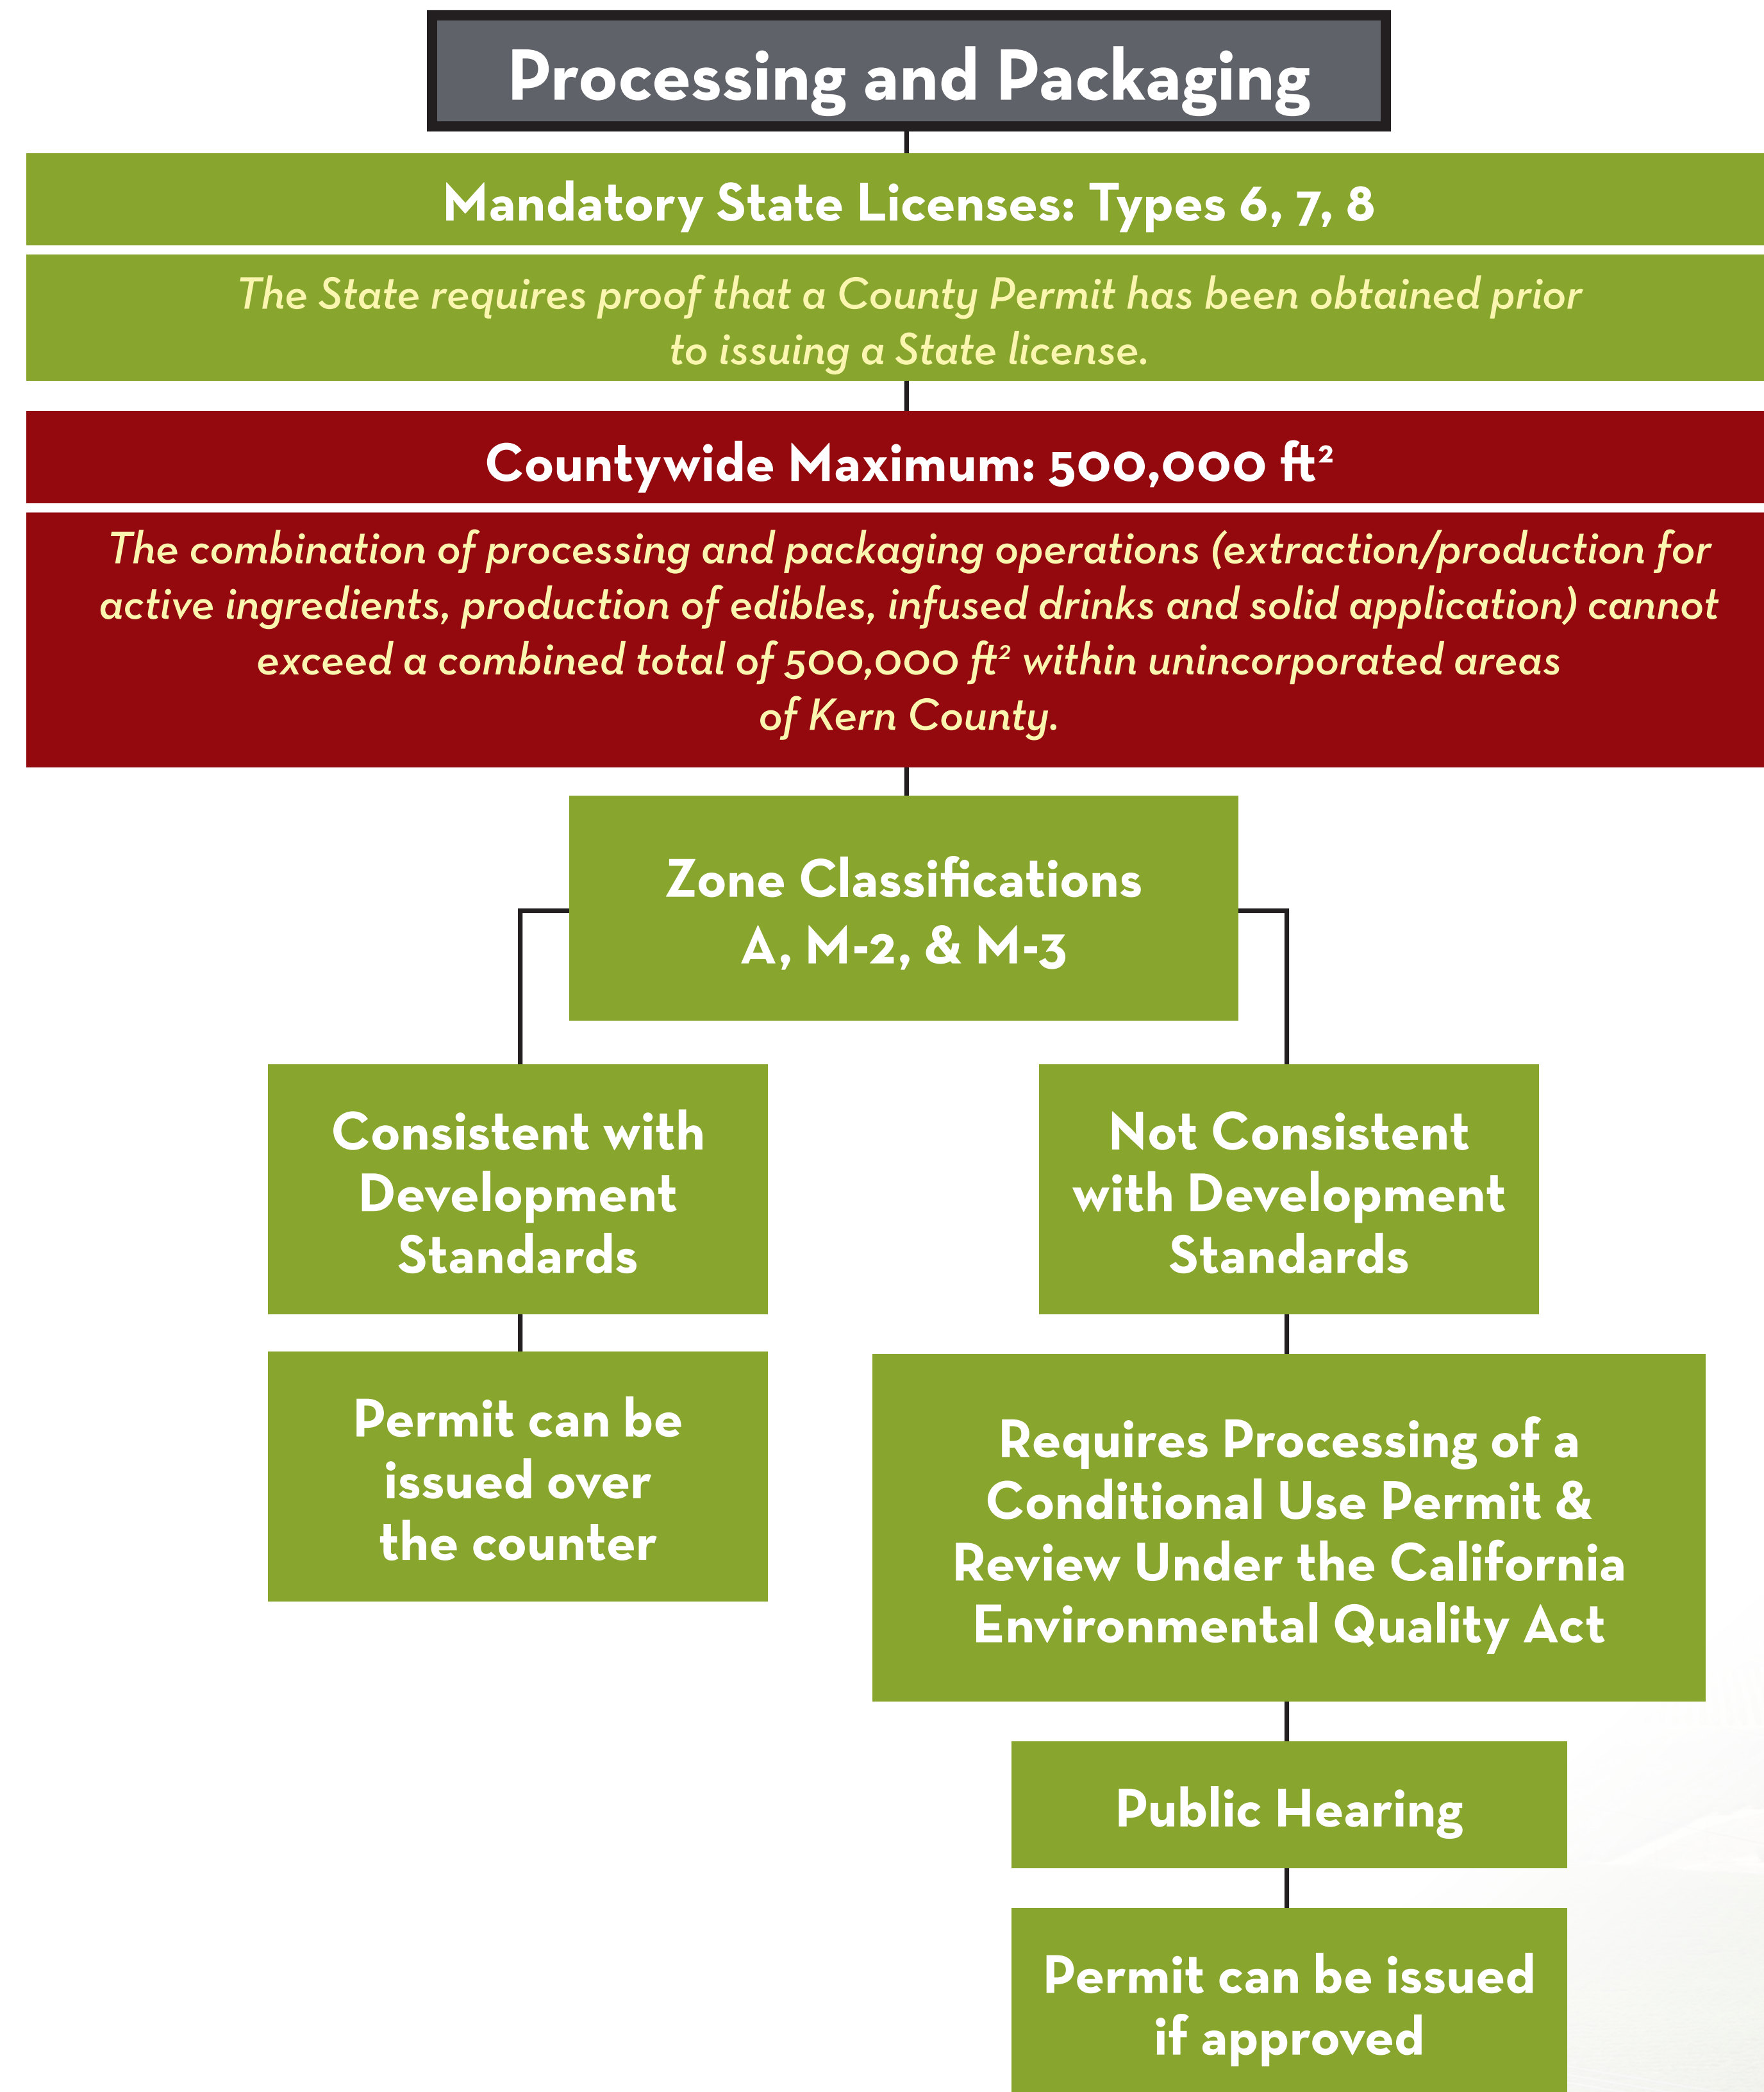 Processing and Packaging
Mandatory State Licenses: Types 6, 7, 8
The State requires proof that a County Permit has been obtained prior
to issuing a State license.
Countywide Maximum: 500,000 ft²
The combination of processing and packaging operations (extraction/production for
active ingredients, production of edibles, infused drinks and solid application) cannot
exceed a combined total of 500,000 ft² within unincorporated areas
of Kern County.
Zone Classifications
A, M-2, & M-3
Consistent with
Development
Standards
Not Consistent
with Development
Standards
Permit can be
issued over
the counter
Requires Processing of a
Conditional Use Permit &
Review Under the California
Environmental Quality Act
Public Hearing
Permit can be issued
if approved